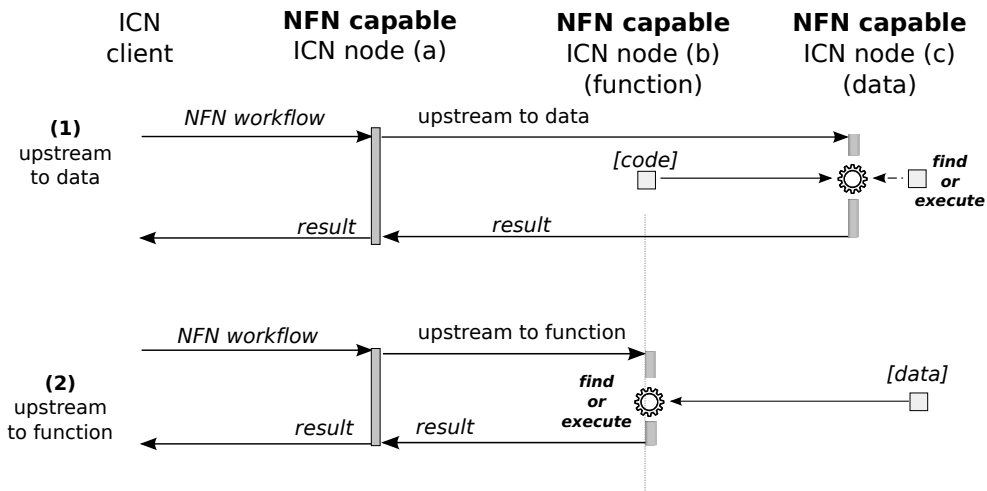 ICN
client
NFN capable
ICN node (a)
NFN capable
ICN node (b)
(function)
NFN capable
ICN node (c)
(data)
(1)
upstream
to data
NFN workflow
upstream to data
[code]
find
or
execute
result
result
(2)
upstream
to function
NFN workflow
upstream to function
find
or
execute
[data]
result
result